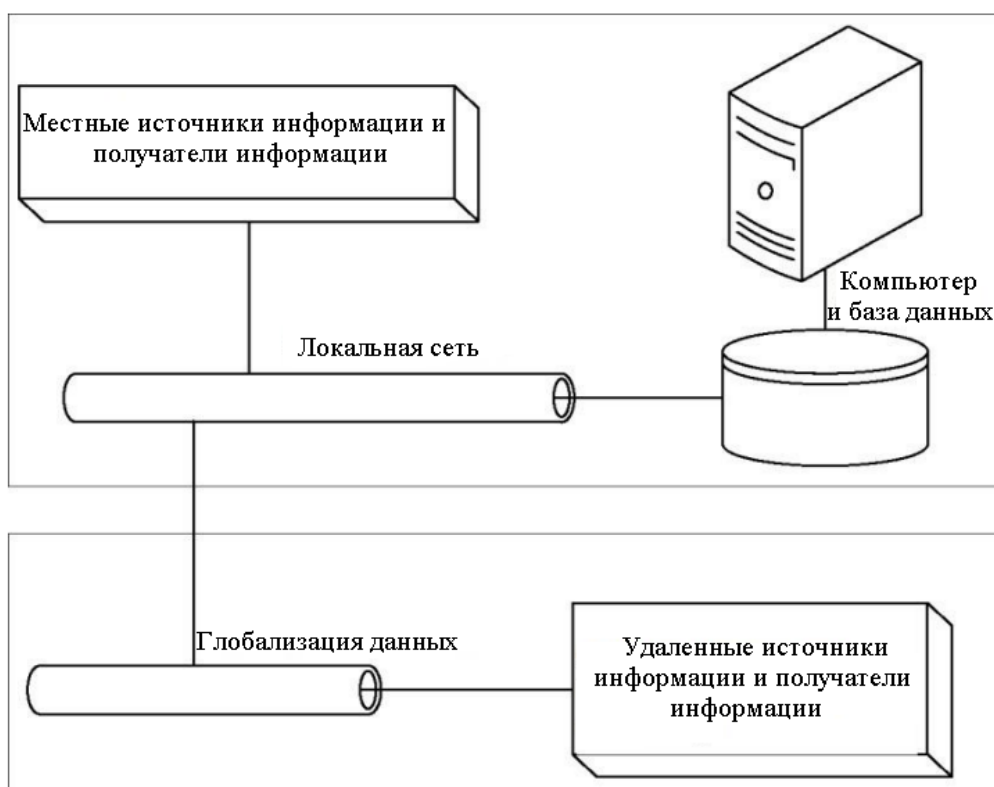 Местные источники информации и
получатели информации
Компьютер
и база данных
Локальная сеть
Глобализация данных
Удаленные источники
информации и получатели
информации